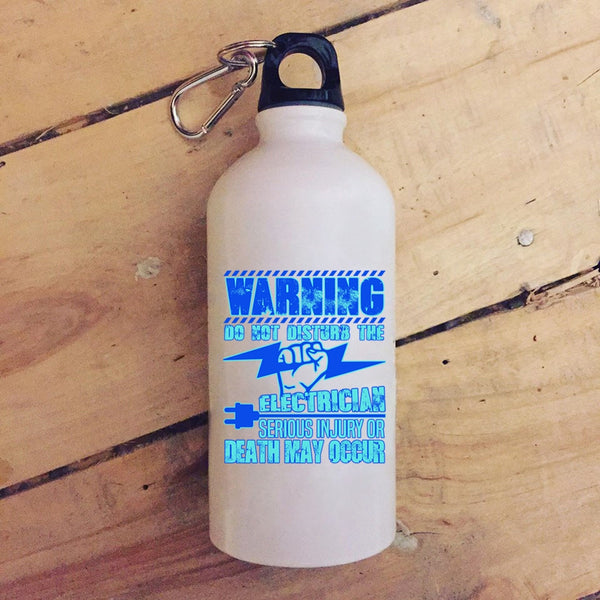 WARNING
DO NOT DISTURB THE
ELECTRICIAN
SERIOUS INJURY OR
DEATH MAY OCCUR